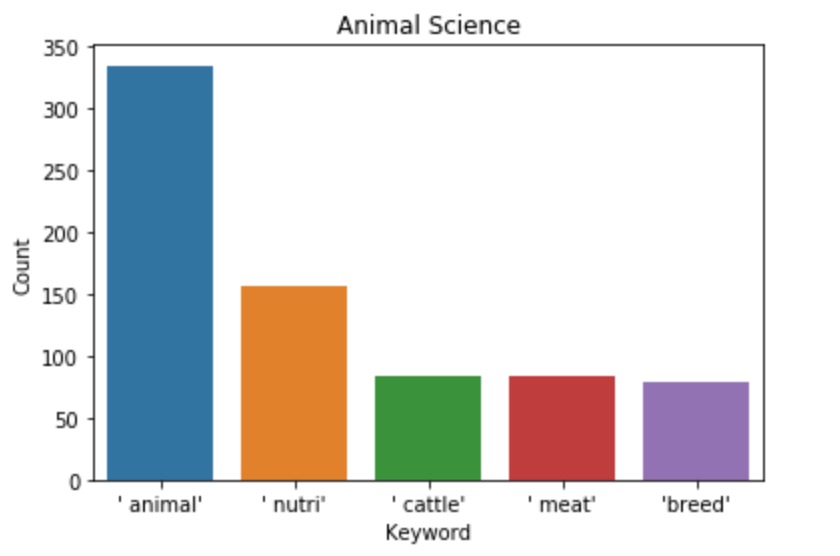 Animal Science
350
300
250
200
150
100
50
0
Count
' animal' ' nutri' ' cattle' ' meat' 'breed'
Keyword